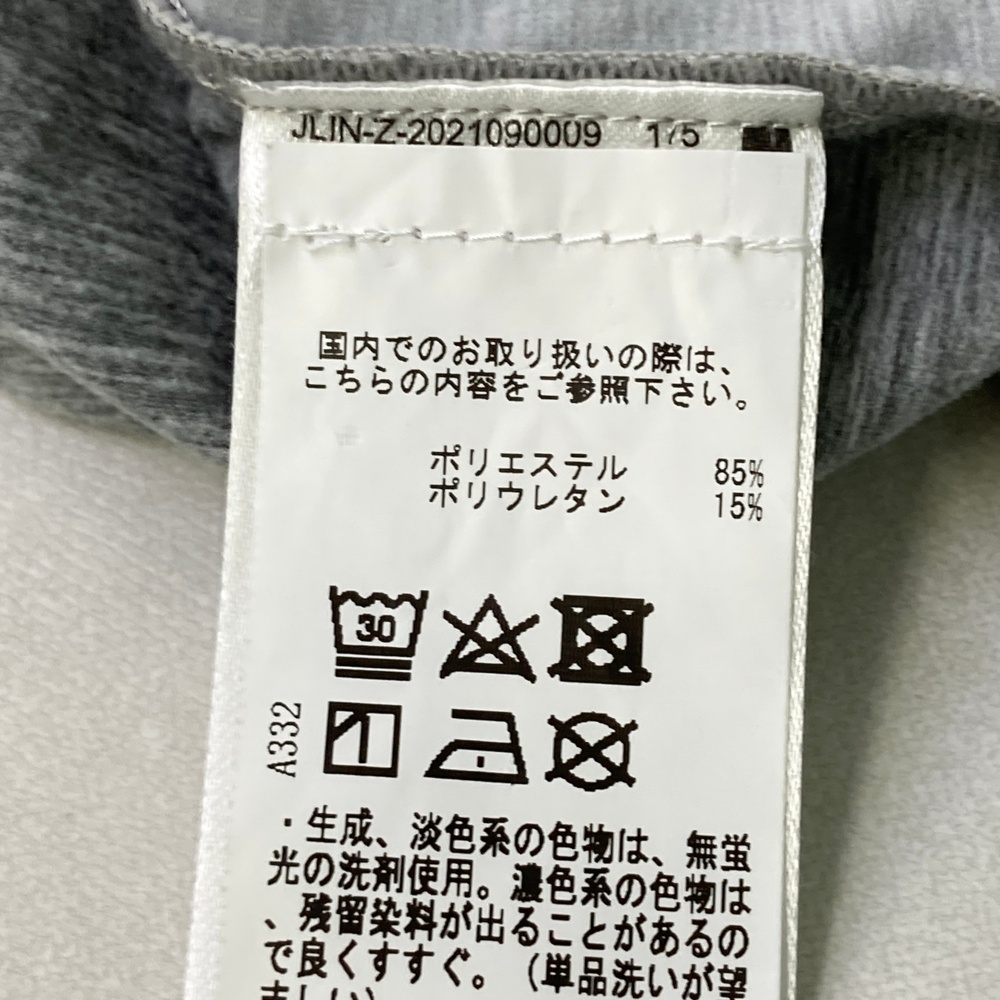 JLIN-Z-2021090009 1/5
国内でのお取り扱いの際は、
こちらの内容をご参照下さい。
ポリエステル 85%
ポリウレタン 15%
30
A332
・生成、淡色系の色物は、無蛍
光の洗剤使用。濃色系の色物は
、残留染料が出ることがあるの
で良くすすぐ。（単品洗いが望
ましい）